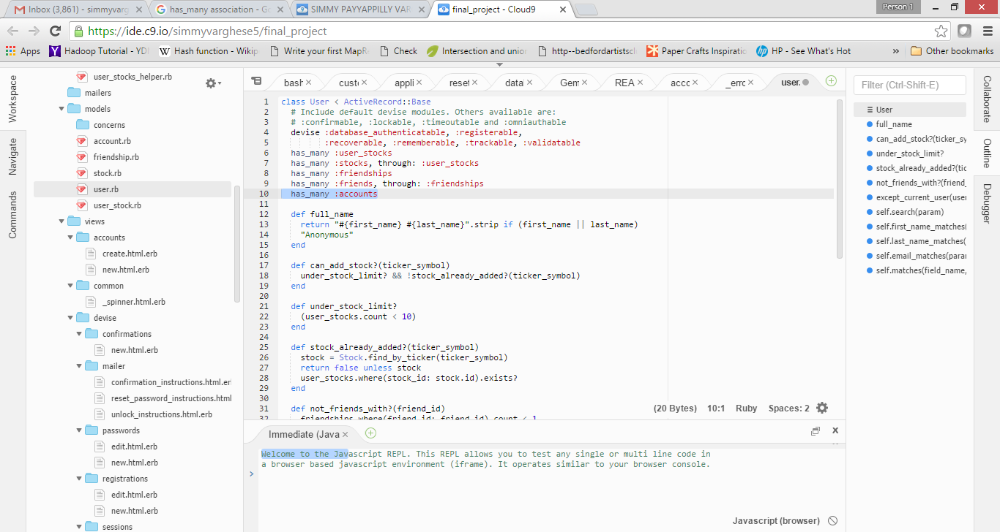 Inbox (3,861) - simmyvarg
has_many association - Go
SIMMY PAYYAPPILLY VAR
final_project - Cloud9
Person 1
https://ide.c9.io/simmyvarghese5/final_project
Apps
Hadoop Tutorial - YD
Hash function - Wikip
Write your first MapR
Check
Intersection and union
http--bedfordartistscl
Paper Crafts Inspiratio
HP - See What's Hot
»
Other bookmarks
Workspace
Navigate
Commands
user_stocks_helper.rb
mailers
models
concerns
account.rb
friendship.rb
stock.rb
user.rb
user_stock.rb
views
accounts
create.html.erb
new.html.erb
common
_spinner.html.erb
devise
confirmations
new.html.erb
mailer
confirmation_instructions.html.er
reset_password_instructions.html
unlock_instructions.html.erb
passwords
edit.html.erb
new.html.erb
registrations
edit.html.erb
new.html.erb
sessions
bash
custo
appli
reset
datal
Gem
REA
acco
_erro
user.
1 class User < ActiveRecord::Base
2 # Include default devise modules. Others available are:
3 # :confirmable, :lockable, :timeoutable and :omniauthable
4 devise :database_authenticatable, :registerable,
5 :recoverable, :rememberable, :trackable, :validatable
6 has_many :user_stocks
7 has_many :stocks, through: :user_stocks
8 has_many :friendships
9 has_many :friends, through: :friendships
10 has_many :accounts
11
12 def full_name
13 return "#{first_name} #{last_name}".strip if (first_name || last_name)
14 "Anonymous"
15 end
16
17 def can_add_stock?(ticker_symbol)
18 under_stock_limit? && !stock_already_added?(ticker_symbol)
19 end
20
21 def under_stock_limit?
22 (user_stocks.count < 10)
23 end
24
25 def stock_already_added?(ticker_symbol)
26 stock = Stock.find_by_ticker(ticker_symbol)
27 return false unless stock
28 user_stocks.where(stock_id: stock.id).exists?
29 end
30
31 def not_friends_with?(friend_id)
32 friendships.where(friend_id: friend_id).count < 1
(20 Bytes) 10:1 Ruby Spaces: 2
Immediate (Java
Welcome to the Javascript REPL. This REPL allows you to test any single or multi line code in
a browser based javascript environment (iframe). It operates similar to your browser console.
>
Javascript (browser)
Filter (Ctrl-Shift-E)
User
full_name
can_add_stock?(ticker_sy
under_stock_limit?
stock_already_added?(tic
not_friends_with?(friend_
except_current_user(user
self.search(param)
self.first_name_matches(
self.last_name_matches(
self.email_matches(parar
self.matches(field_name,
Collaborate
Outline
Debugger